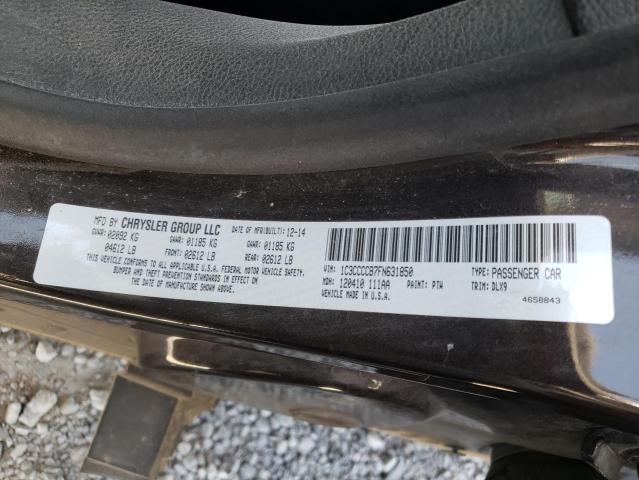 MFD BY CHRYSLER GROUP LLC DATE OF MFR(BUILT): 12-14
GVWR: 02092 KG GAWR: 01185 KG GAWR: 01185 KG
04612 LB FRONT: 02612 LB REAR: 02612 LB
THIS VEHICLE CONFORMS TO ALL APPLICABLE U.S.A. FEDERAL MOTOR VEHICLE SAFETY,
BUMPER AND THEFT PREVENTION STANDARDS IN EFFECT ON
THE DATE OF MANUFACTURE SHOWN ABOVE.
VIN: 1C3CCCCB7FN631850 TYPE: PASSENGER CAR
MDH: 120410 111AA PAINT: PTW TRIM: DLX9
VEHICLE MADE IN U.S.A.
46588843